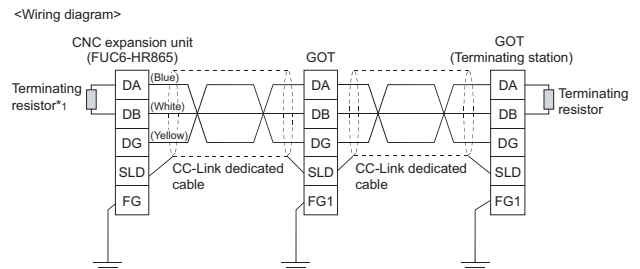 <Wiring diagram>
CNC expansion unit
(FUC6-HR865)
GOT
GOT
(Terminating station)
Terminating
resistor*1
DA
(Blue)
DA
DA
Terminating
resistor
DB
(White)
DB
DB
DG
(Yellow)
DG
DG
SLD
CC-Link dedicated
cable
SLD
CC-Link dedicated
cable
SLD
FG
FG1
FG1